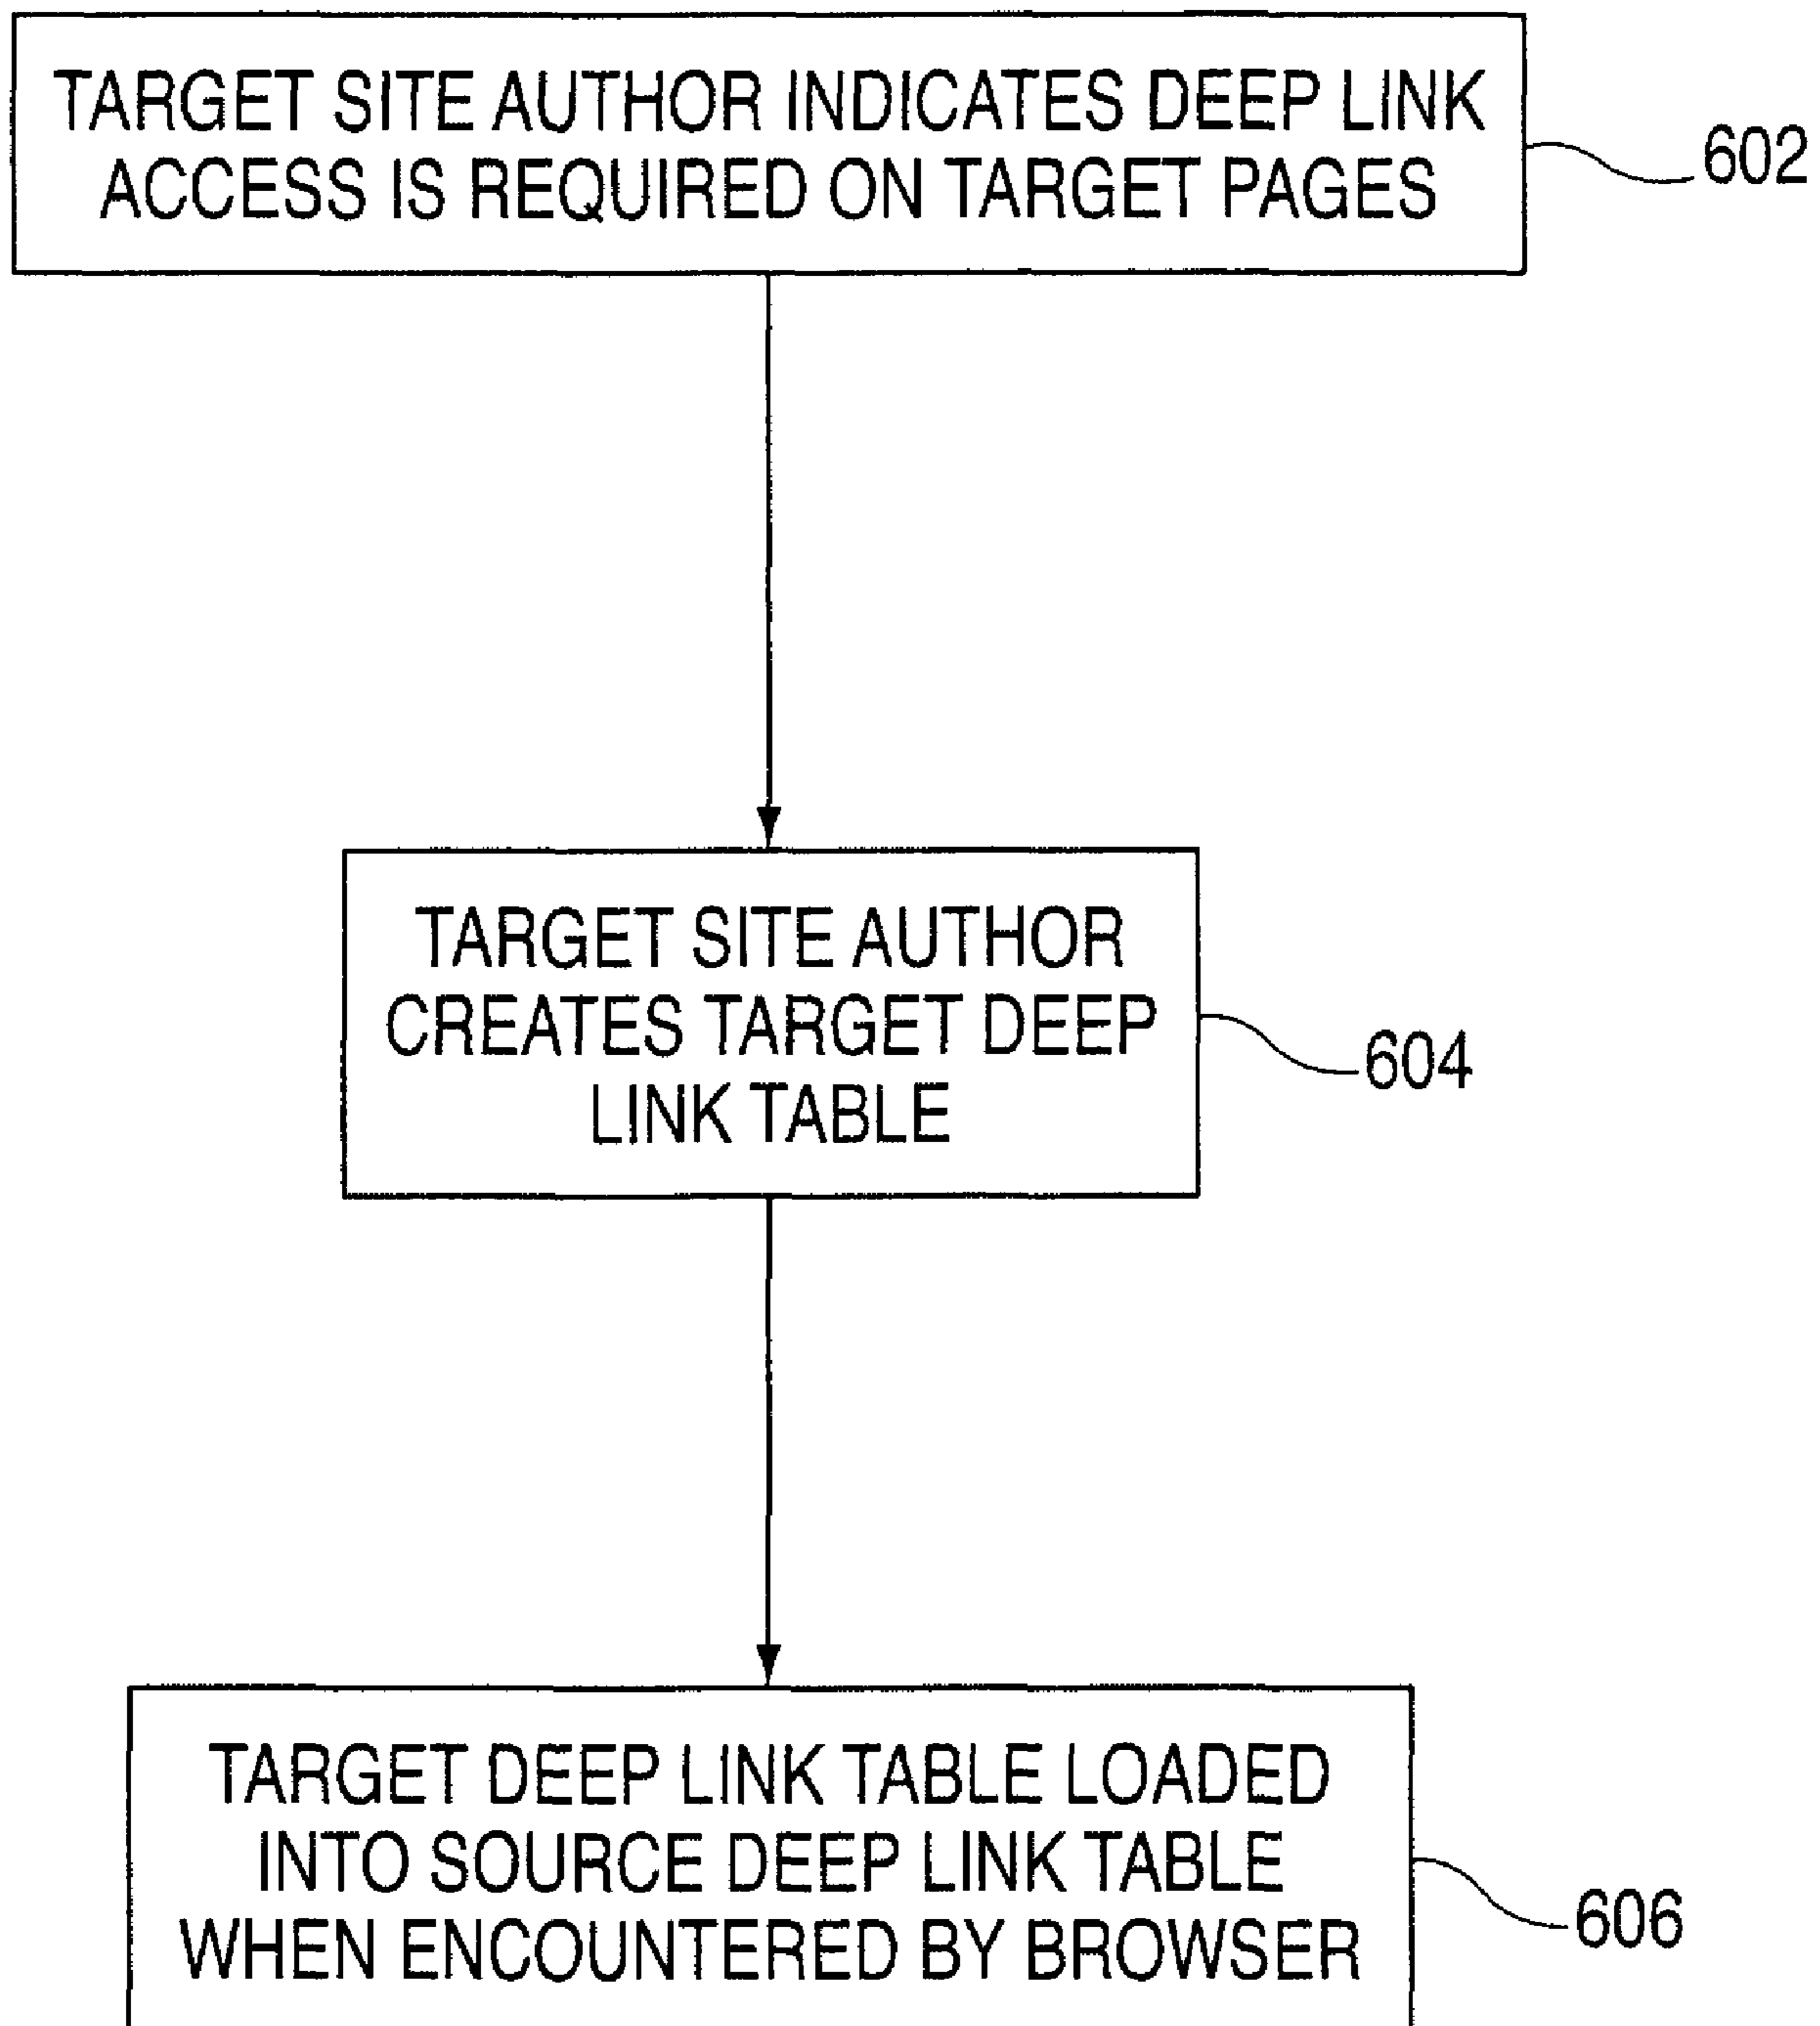 TARGET SITE AUTHOR INDICATES DEEP LINK
ACCESS IS REQUIRED ON TARGET PAGES
602
TARGET SITE AUTHOR
CREATES TARGET DEEP
LINK TABLE
604
TARGET DEEP LINK TABLE LOADED
INTO SOURCE DEEP LINK TABLE
WHEN ENCOUNTERED BY BROWSER
606